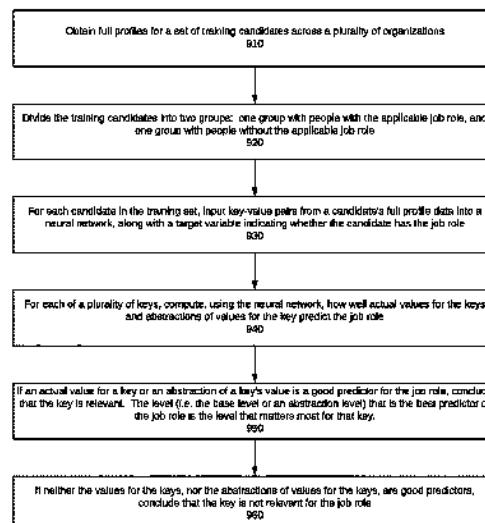 Obtain full profiles for a set of training candidates across a plurality of organizations
910
Divide the training candidates into two groups: one group with people with the applicable job role, and
one group with people without the applicable job role
920
For each candidate in the training set, input key-value pairs from a candidate's full profile data into a
neural network, along with a target variable indicating whether the candidate has the job role
930
For each of a plurality of keys, compute, using the neural network, how well actual values for the keys
and abstractions of values for the key predict the job role
940
If an actual value for a key or an abstraction of a key's value is a good predictor for the job role, conclude
that the key is relevant. The level (i.e. the base level or an abstraction level) that is the best predictor of
the job role is the level that matters most for that key.
950
If neither the values for the keys, nor the abstractions of values for the keys, are good predictors,
conclude that the key is not relevant for the job role
960